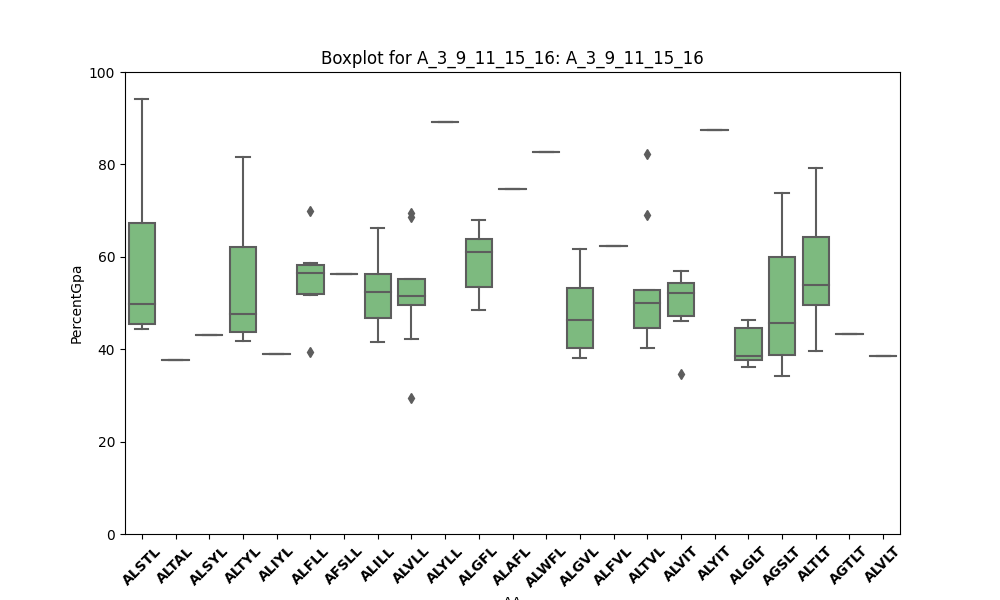 Boxplot for A_3_9_11_15_16: A_3_9_11_15_16
100
80
60
40
20
0
PercentGpa
ALSTL ALTAL ALSYL ALTYL ALIYL ALFLL AFSLL ALILL ALVLL ALYLL ALGFL ALAFL ALWFL ALGVL ALFVL ALTVL ALVIT ALYIT ALGLT AGSLT ALTLT AGTLT ALVLT